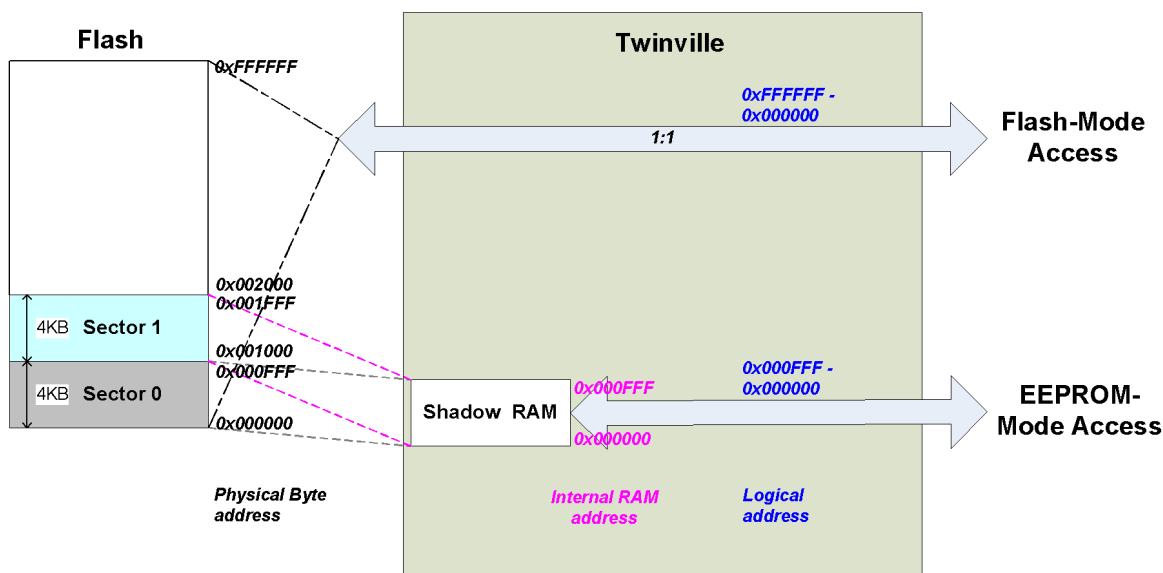 Flash
Twinville
0xFFFFFF
0xFFFFFF -
0x000000
1:1
Flash-Mode
Access
0x002000
0x001FFF
4KB
Sector 1
0x001000
0x000FFF
4KB
Sector 0
0x000000
Shadow RAM
0x000FFF
0x000000
0x000FFF -
0x000000
EEPROM-
Mode Access
Physical Byte
address
Internal RAM
address
Logical
address